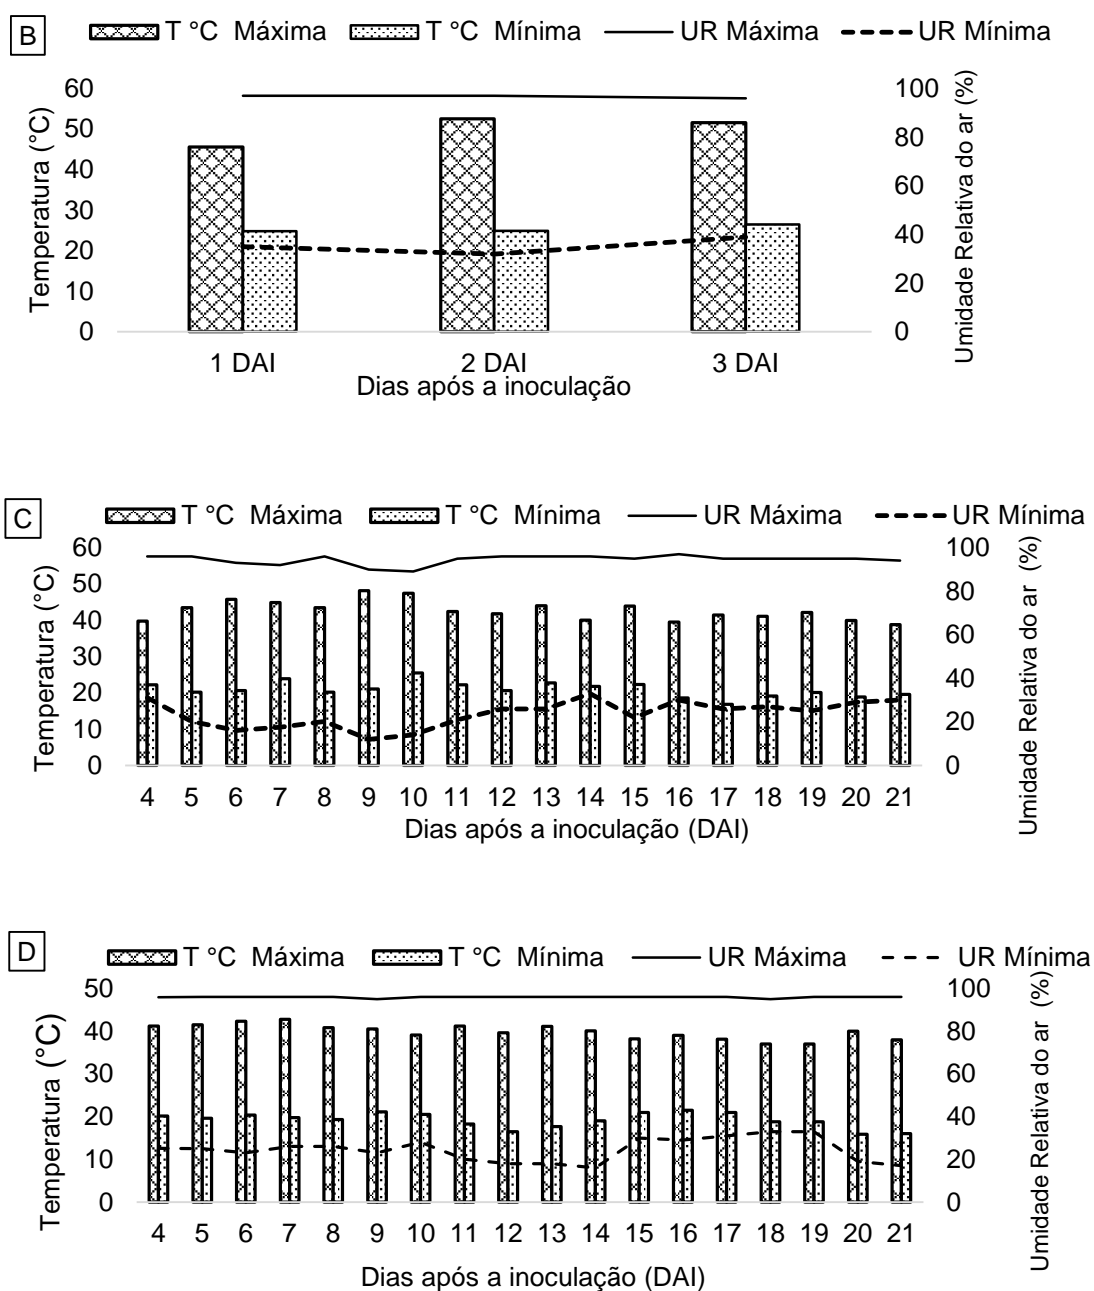 B
T °C Máxima T °C Mínima UR Máxima UR Mínima
Temperatura (°C)
60
50
40
30
20
10
0
100
80
60
40
20
0
Umidade Relativa do ar (%)
1 DAI 2 DAI 3 DAI
Dias após a inoculação
C
T °C Máxima T °C Mínima UR Máxima UR Mínima
Temperatura (°C)
60
50
40
30
20
10
0
100
80
60
40
20
0
Umidade Relativa do ar (%)
4 5 6 7 8 9 10 11 12 13 14 15 16 17 18 19 20 21
Dias após a inoculação (DAI)
D
T °C Máxima T °C Mínima UR Máxima UR Mínima
Temperatura (°C)
50
40
30
20
10
0
100
80
60
40
20
0
Umidade Relativa do ar (%)
4 5 6 7 8 9 10 11 12 13 14 15 16 17 18 19 20 21
Dias após a inoculação (DAI)